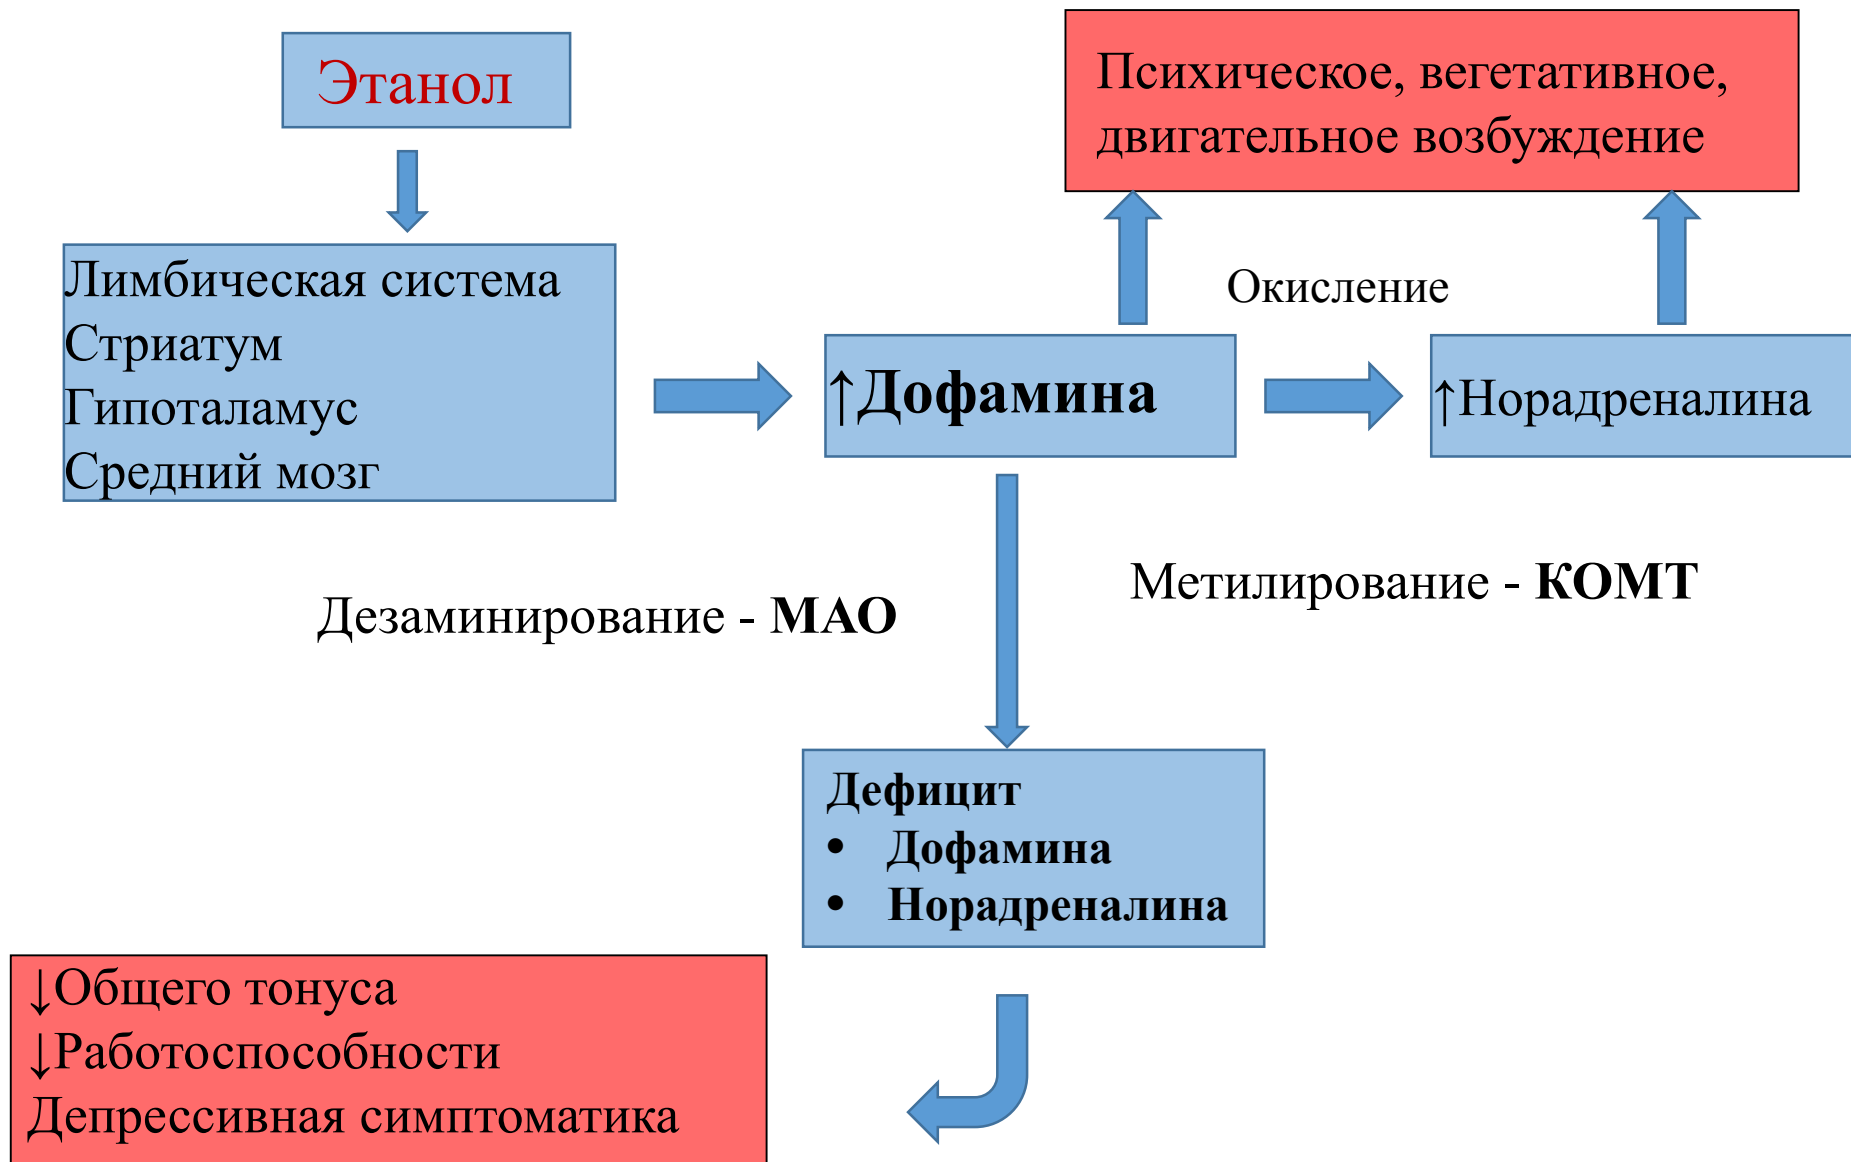 Этанол
Психическое, вегетативное,
двигательное возбуждение
Лимбическая система
Стриатум
Гипоталамус
Средний мозг
↑Дофамина
Окисление
↑Норадреналина
Дезаминирование - МАО
Метилирование - КОМТ
Дефицит
• Дофамина
• Норадреналина
↓Общего тонуса
↓Работоспособности
Депрессивная симптоматика